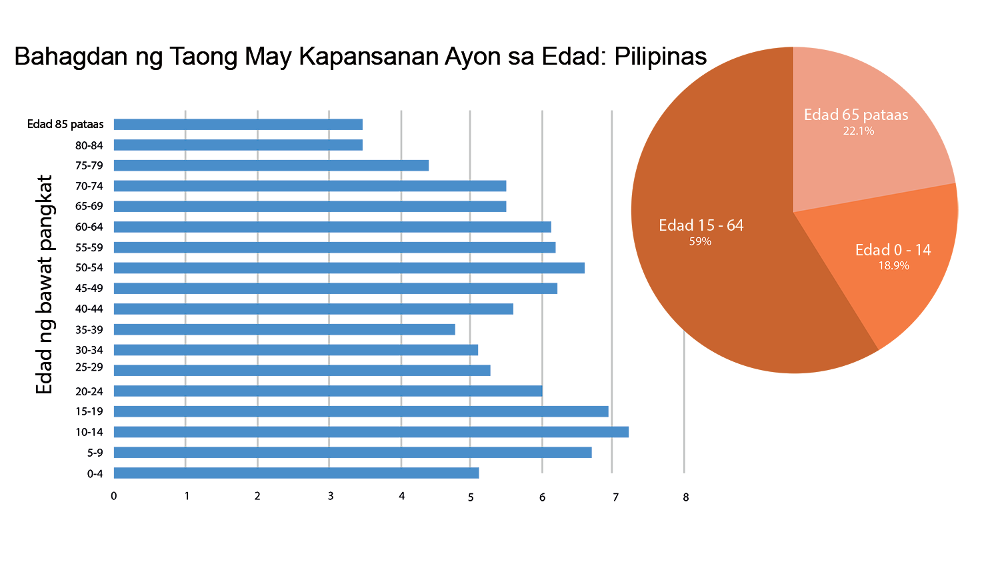 Bahagdan ng Taong May Kapansanan Ayon sa Edad: Pilipinas
Edad ng bawat pangkat
Edad 85 pataas
80-84
75-79
70-74
65-69
60-64
55-59
50-54
45-49
40-44
35-39
30-34
25-29
20-24
15-19
10-14
5-9
0-4
0 1 2 3 4 5 6 7 8
Edad 65 pataas
22.1%
Edad 15 - 64
59%
Edad 0 - 14
18.9%